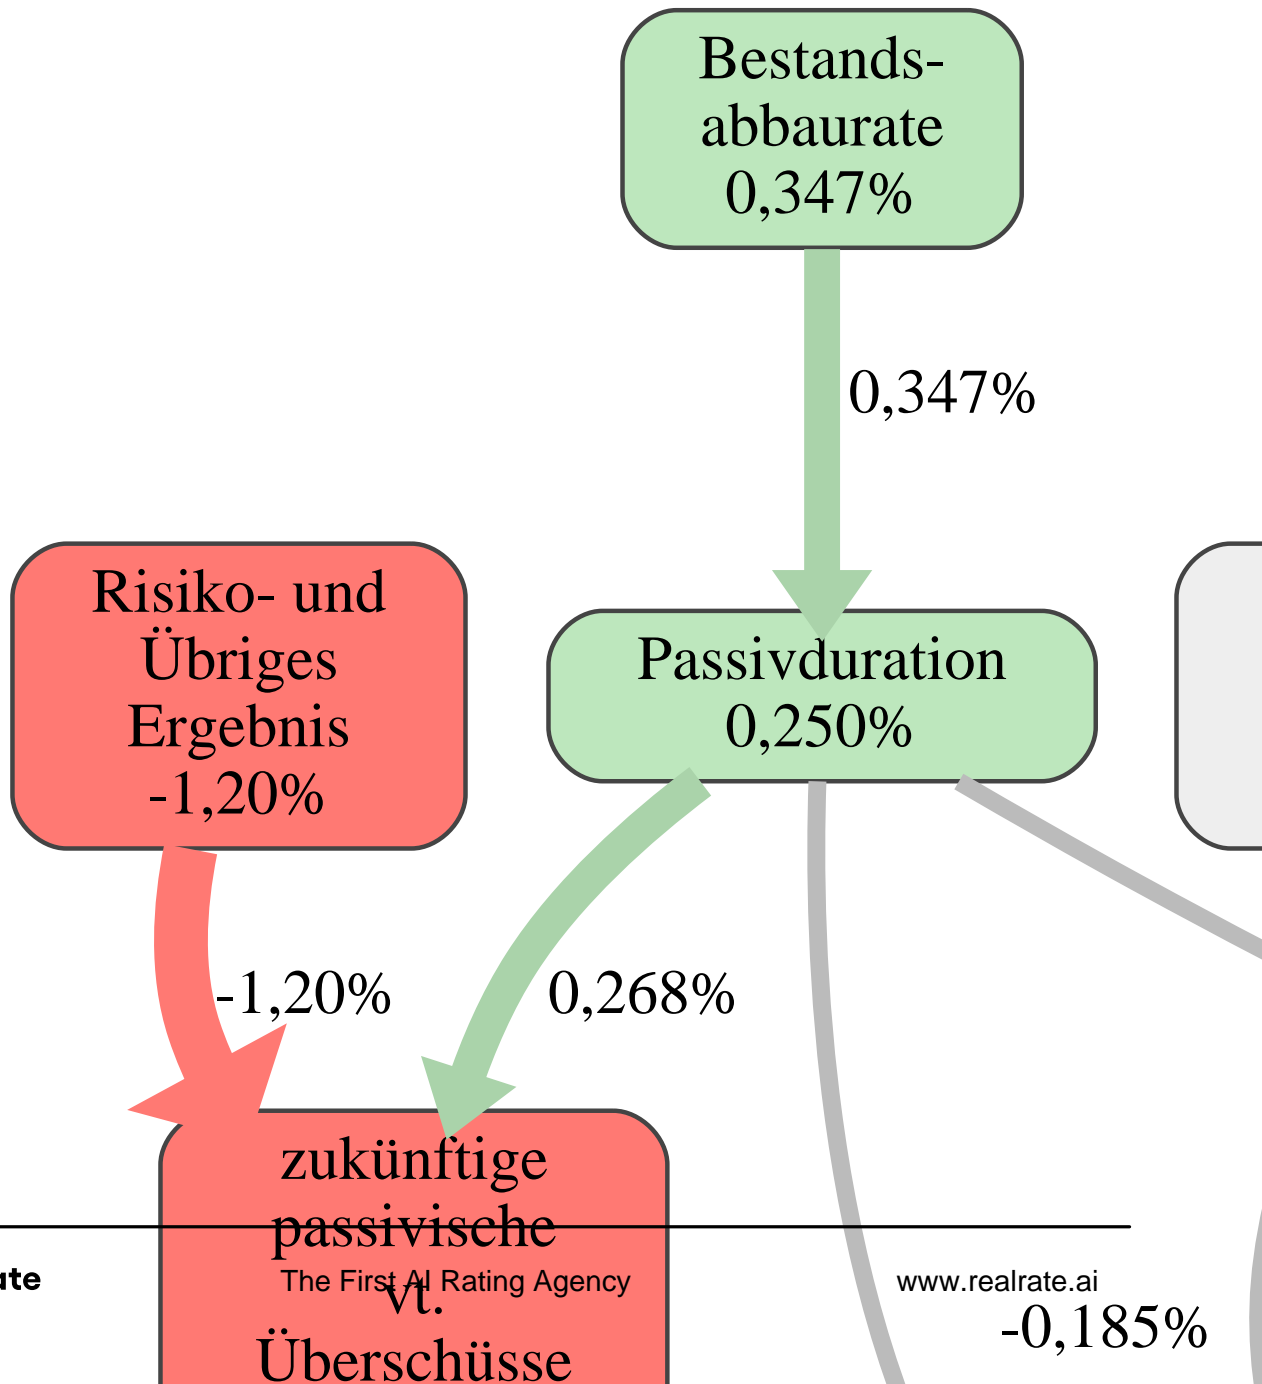 Bestands-
abbaurate
0,347%
0,347%
Risiko- und
Übriges
Ergebnis
-1,20%
Passivduration
0,250%
-1,20%
0,268%
zukünftige
passivische
vt.
Überschüsse
ate
The First AI Rating Agency
www.realrate.ai
-0,185%